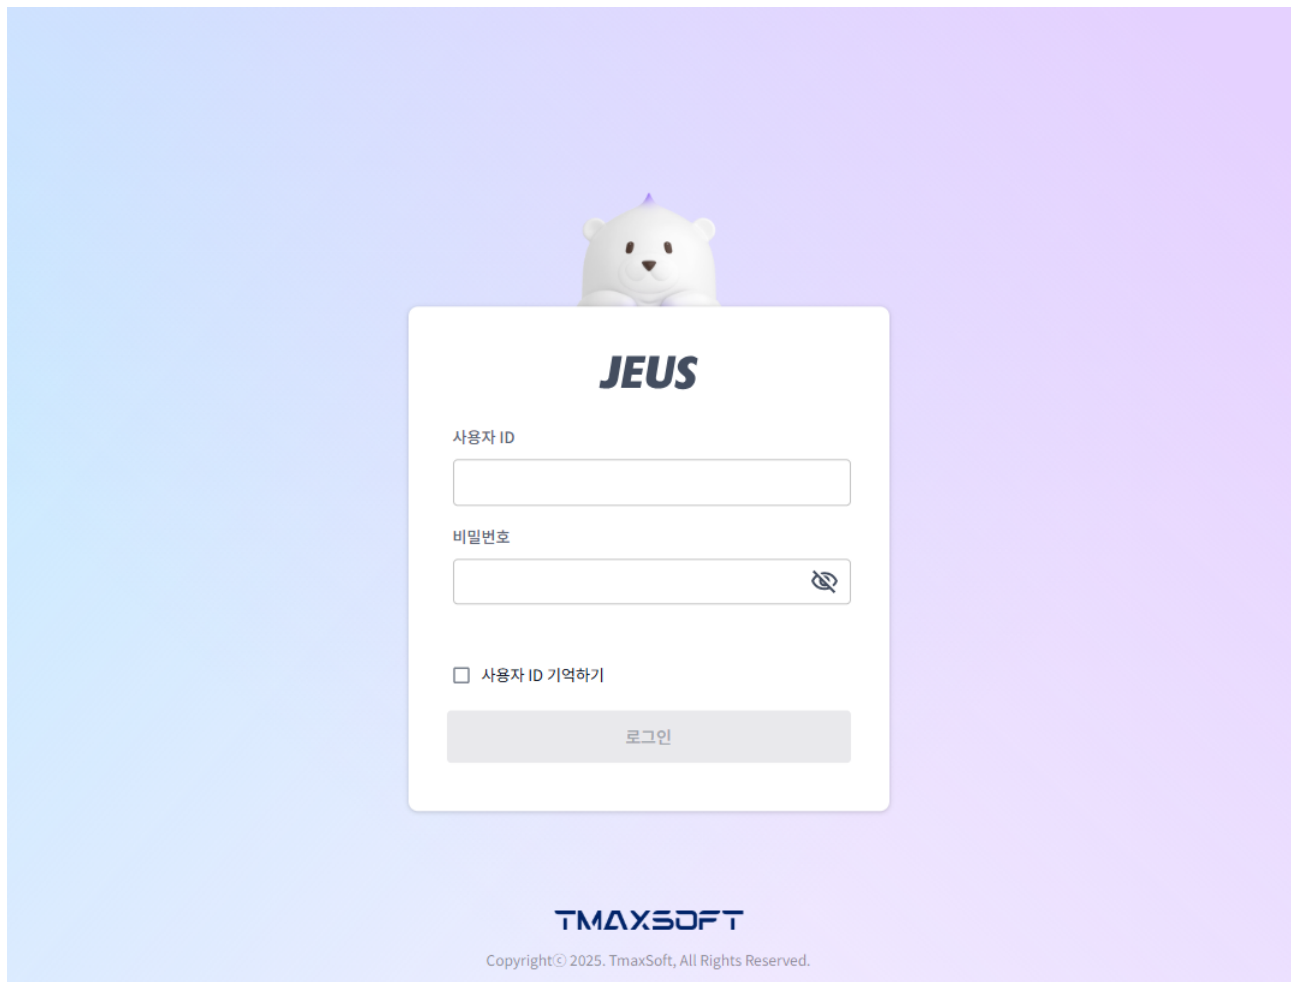 JEUS
사용자 ID
비밀번호
사용자 ID 기억하기
로그인
TMAXSOFT
Copyrightⓒ 2025. TmaxSoft, All Rights Reserved.